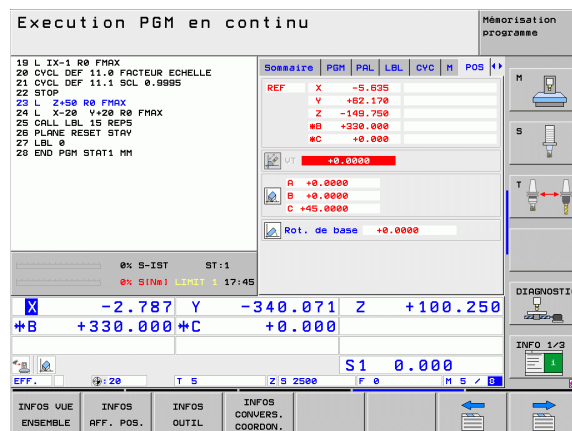 Execution PGM en continu
Mémorisation
programme
19 L IX-1 R0 FMAX
20 CYCL DEF 11.0 FACTEUR ECHELLE
21 CYCL DEF 11.1 SCL 0.9995
22 STOP
23 L Z+50 R0 FMAX
24 L X-20 Y+20 R0 FMAX
25 CALL LBL 15 REP5
26 PLANE RESET STAY
27 LBL 0
28 END PGM STAT1 MM
Sommaire PGM PAL LBL CYC M POS
REF X -5.635
Y +62.170
Z -149.750
*B +330.000
*C +0.000
VT +0.0000
A +0.0000
B +0.0000
C +45.0000
Rot. de base +0.0000
0% S-IST ST:1
0% S[Nm] LIMIT 1 17:45
X -2.787 Y -340.071 Z +100.250
*B +330.000 *C +0.000
S1 0.000
EFF. :20 T 5 Z S 2500 F 0 M 5 / 8
M
S
T
DIAGNOSTI
INFO 1/3
INFOS VUE
ENSEMBLE
INFOS
AFF. POS.
INFOS
OUTIL
INFOS
CONVERS.
COORDON.